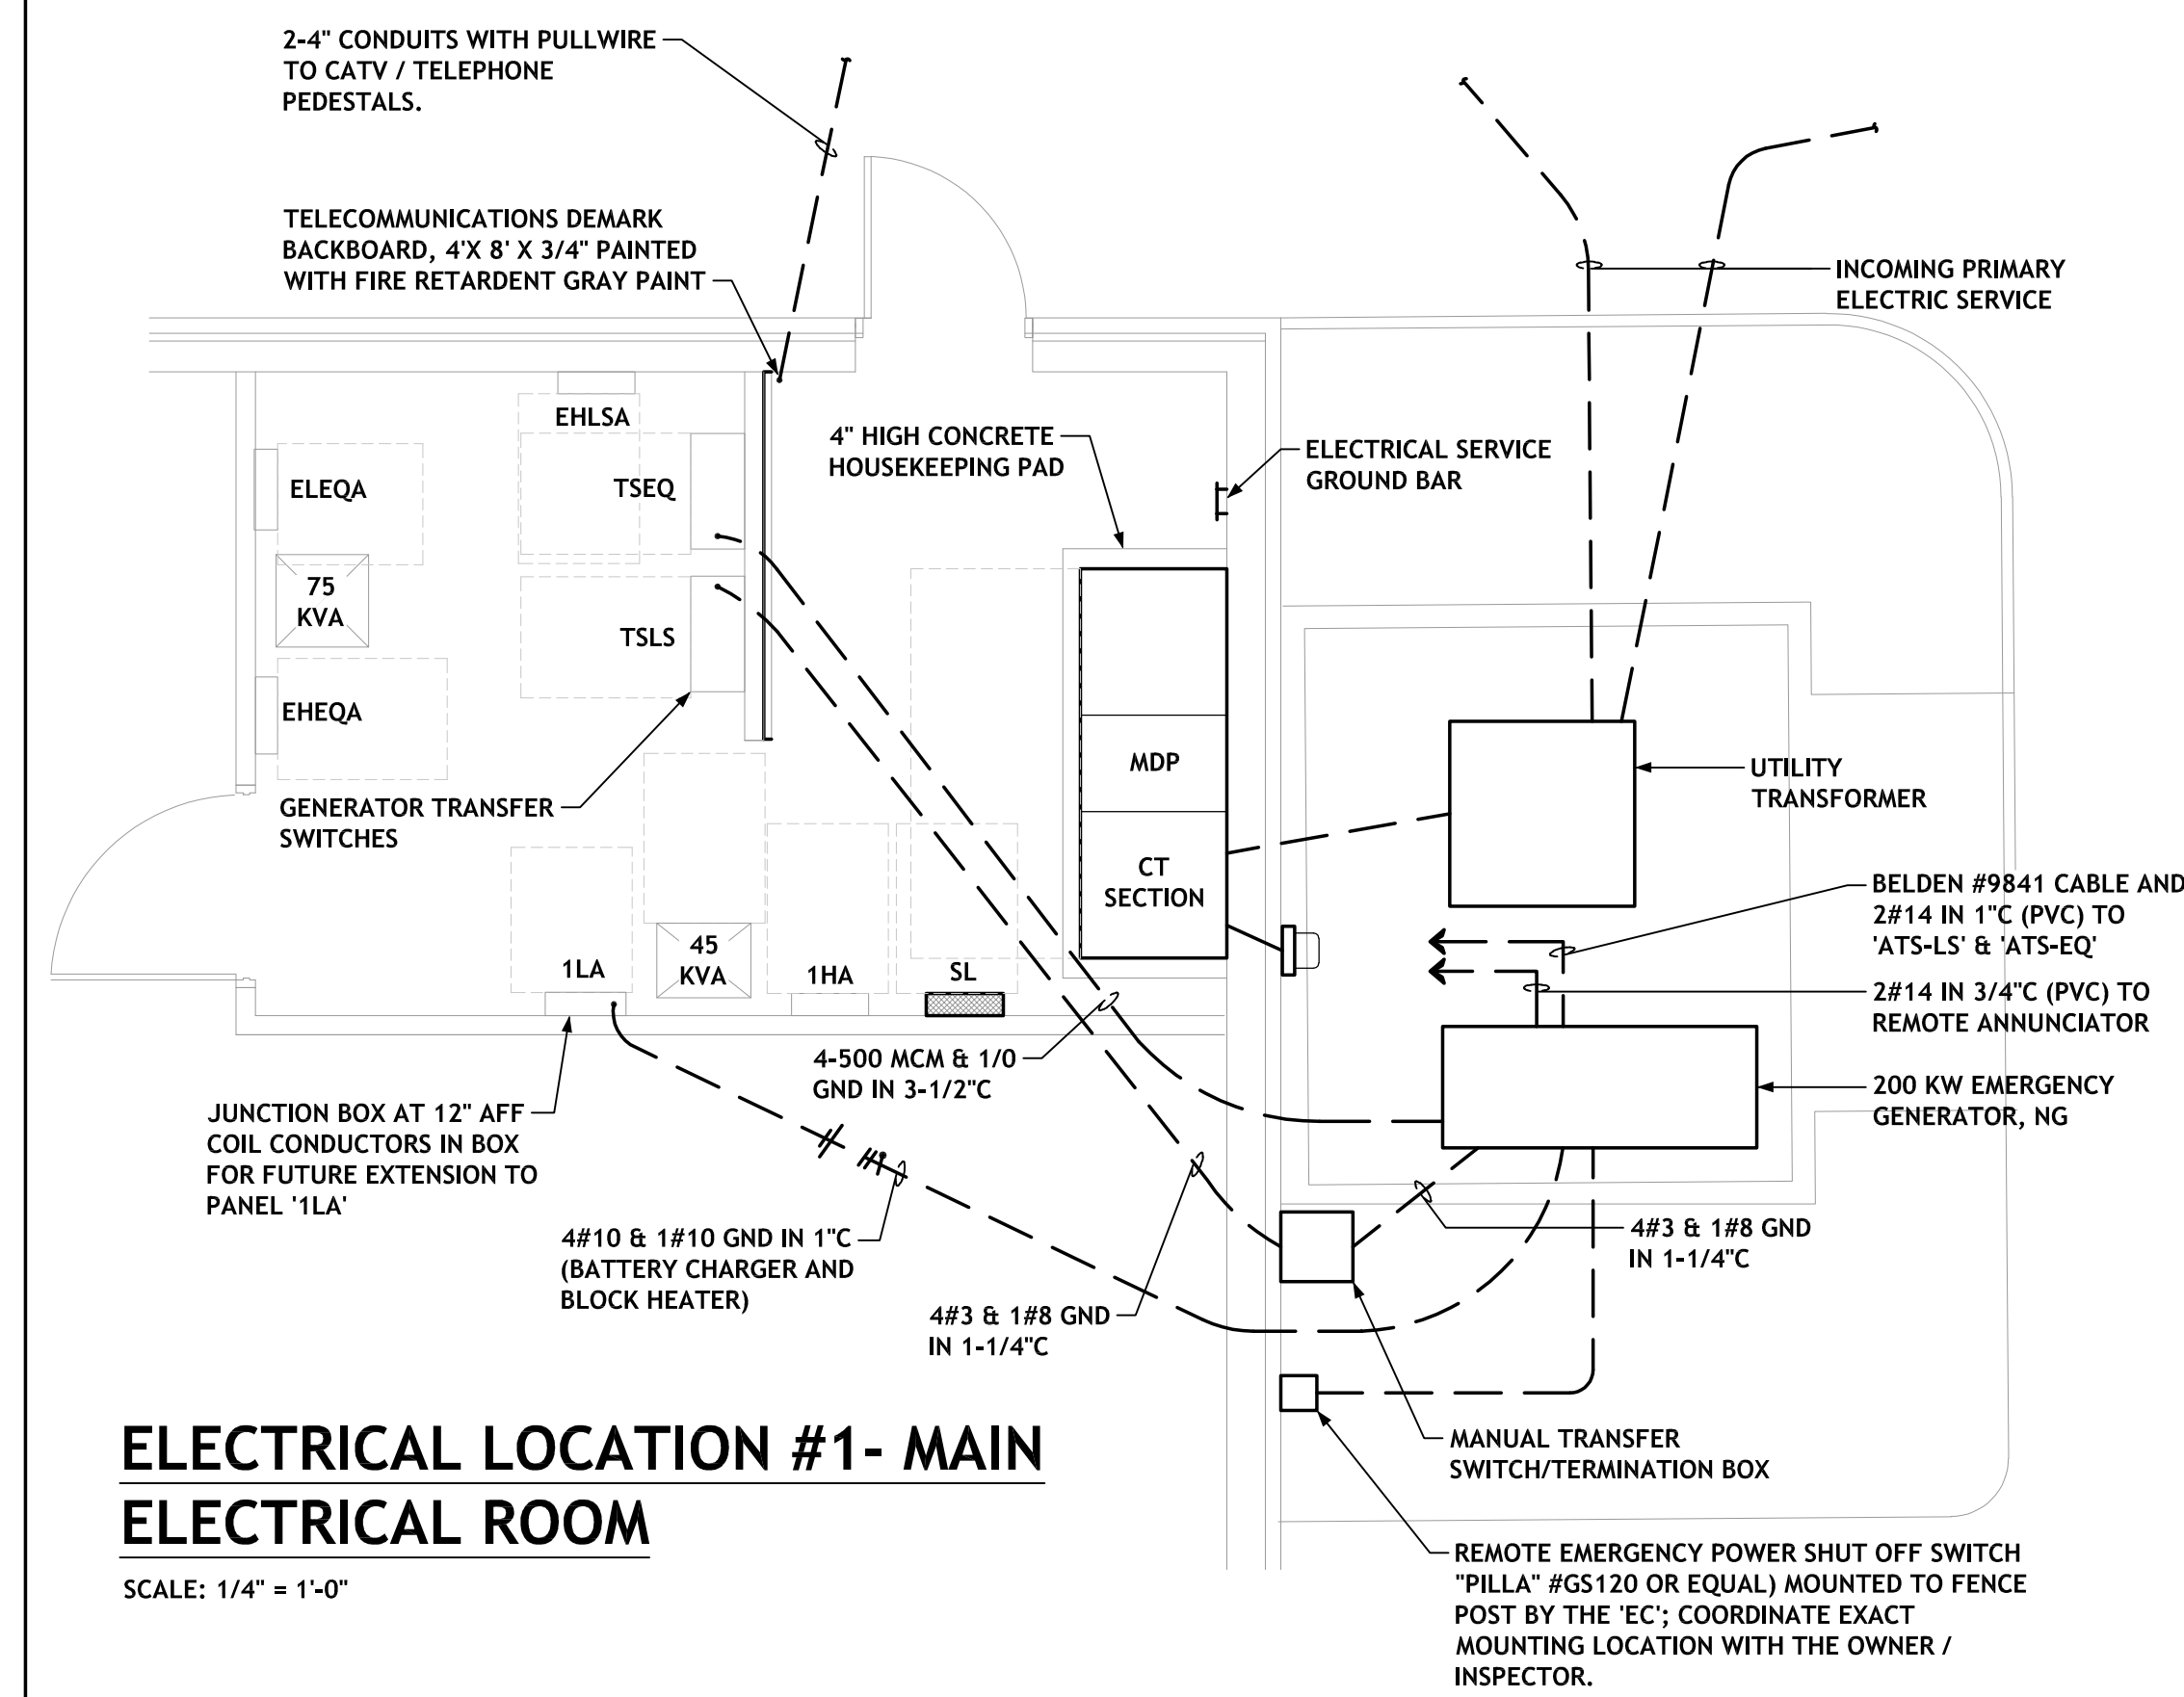 2-4" CONDUITS WITH PULLWIRE
TO CATV / TELEPHONE
PEDESTALS.
TELECOMMUNICATIONS DEMARK
BACKBOARD, 4'X 8' X 3/4" PAINTED
WITH FIRE RETARDENT GRAY PAINT
INCOMING PRIMARY
ELECTRIC SERVICE
EHLSA
ELEQA
TSEQ
4" HIGH CONCRETE
HOUSEKEEPING PAD
ELECTRICAL SERVICE
GROUND BAR
75
KVA
TSLS
EHEQA
MDP
GENERATOR TRANSFER
SWITCHES
UTILITY
TRANSFORMER
CT
SECTION
BELDEN #9841 CABLE AND
2#14 IN 1"C (PVC) TO
'ATS-LS' & 'ATS-EQ'
1LA
45
KVA
1HA
SL
2#14 IN 3/4"C (PVC) TO
REMOTE ANNUNCIATOR
4-500 MCM & 1/0
GND IN 3-1/2"C
200 KW EMERGENCY
GENERATOR, NG
JUNCTION BOX AT 12" AFF
COIL CONDUCTORS IN BOX
FOR FUTURE EXTENSION TO
PANEL '1LA'
4#10 & 1#10 GND IN 1"C
(BATTERY CHARGER AND
BLOCK HEATER)
4#3 & 1#8 GND
IN 1-1/4"C
4#3 & 1#8 GND
IN 1-1/4"C
MANUAL TRANSFER
SWITCH/TERMINATION BOX
REMOTE EMERGENCY POWER SHUT OFF SWITCH
"PILLA" #GS120 OR EQUAL) MOUNTED TO FENCE
POST BY THE 'EC'; COORDINATE EXACT
MOUNTING LOCATION WITH THE OWNER /
INSPECTOR.
ELECTRICAL LOCATION #1- MAIN
ELECTRICAL ROOM
SCALE: 1/4" = 1'-0"